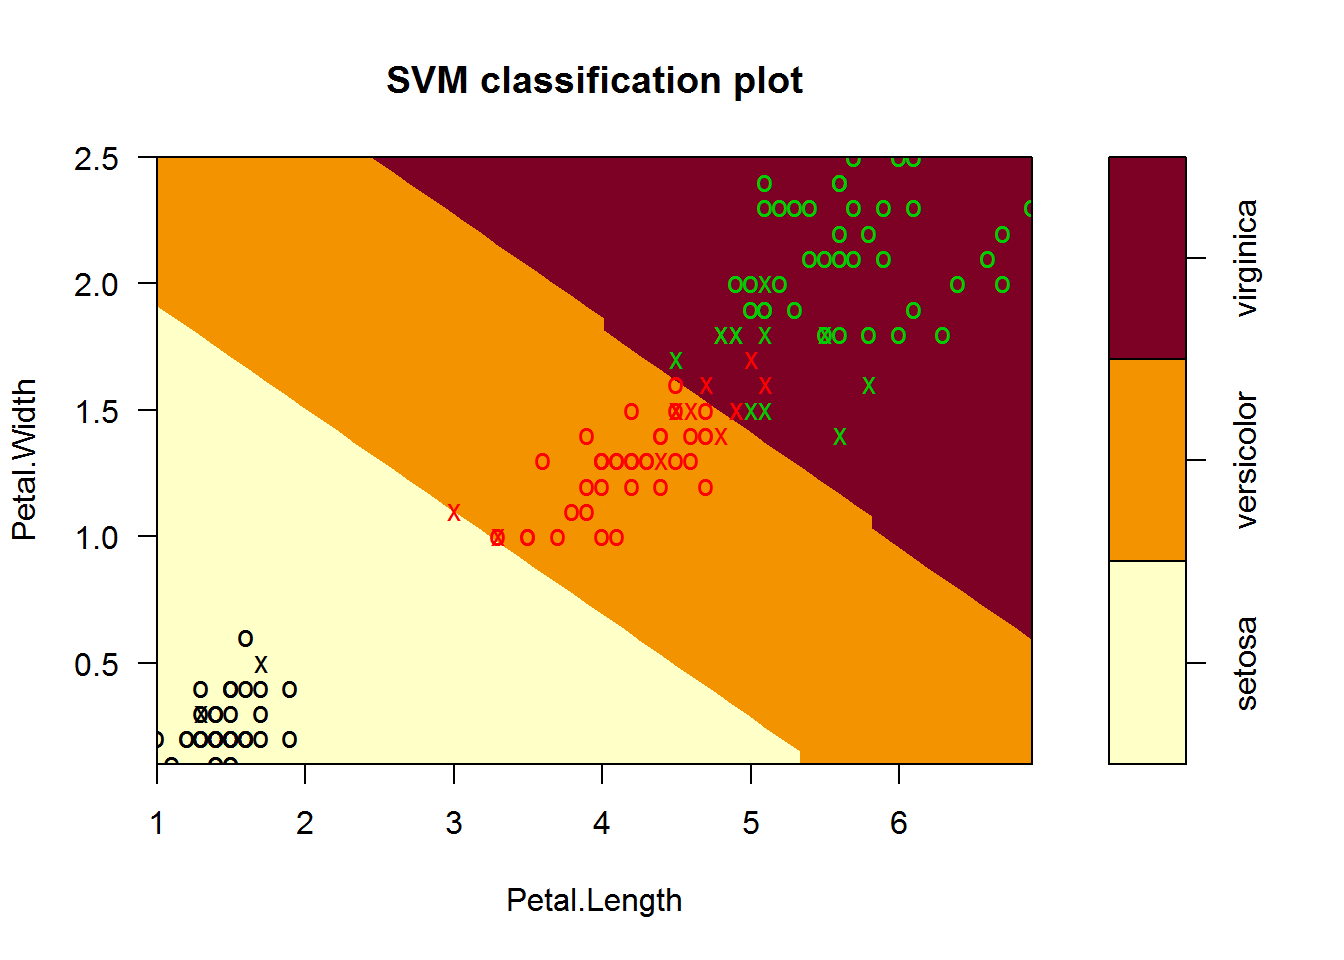 SVM classification plot
2.5
2.0
1.5
1.0
0.5
Petal.Width
1 2 3 4 5 6
Petal.Length
virginica
versicolor
setosa